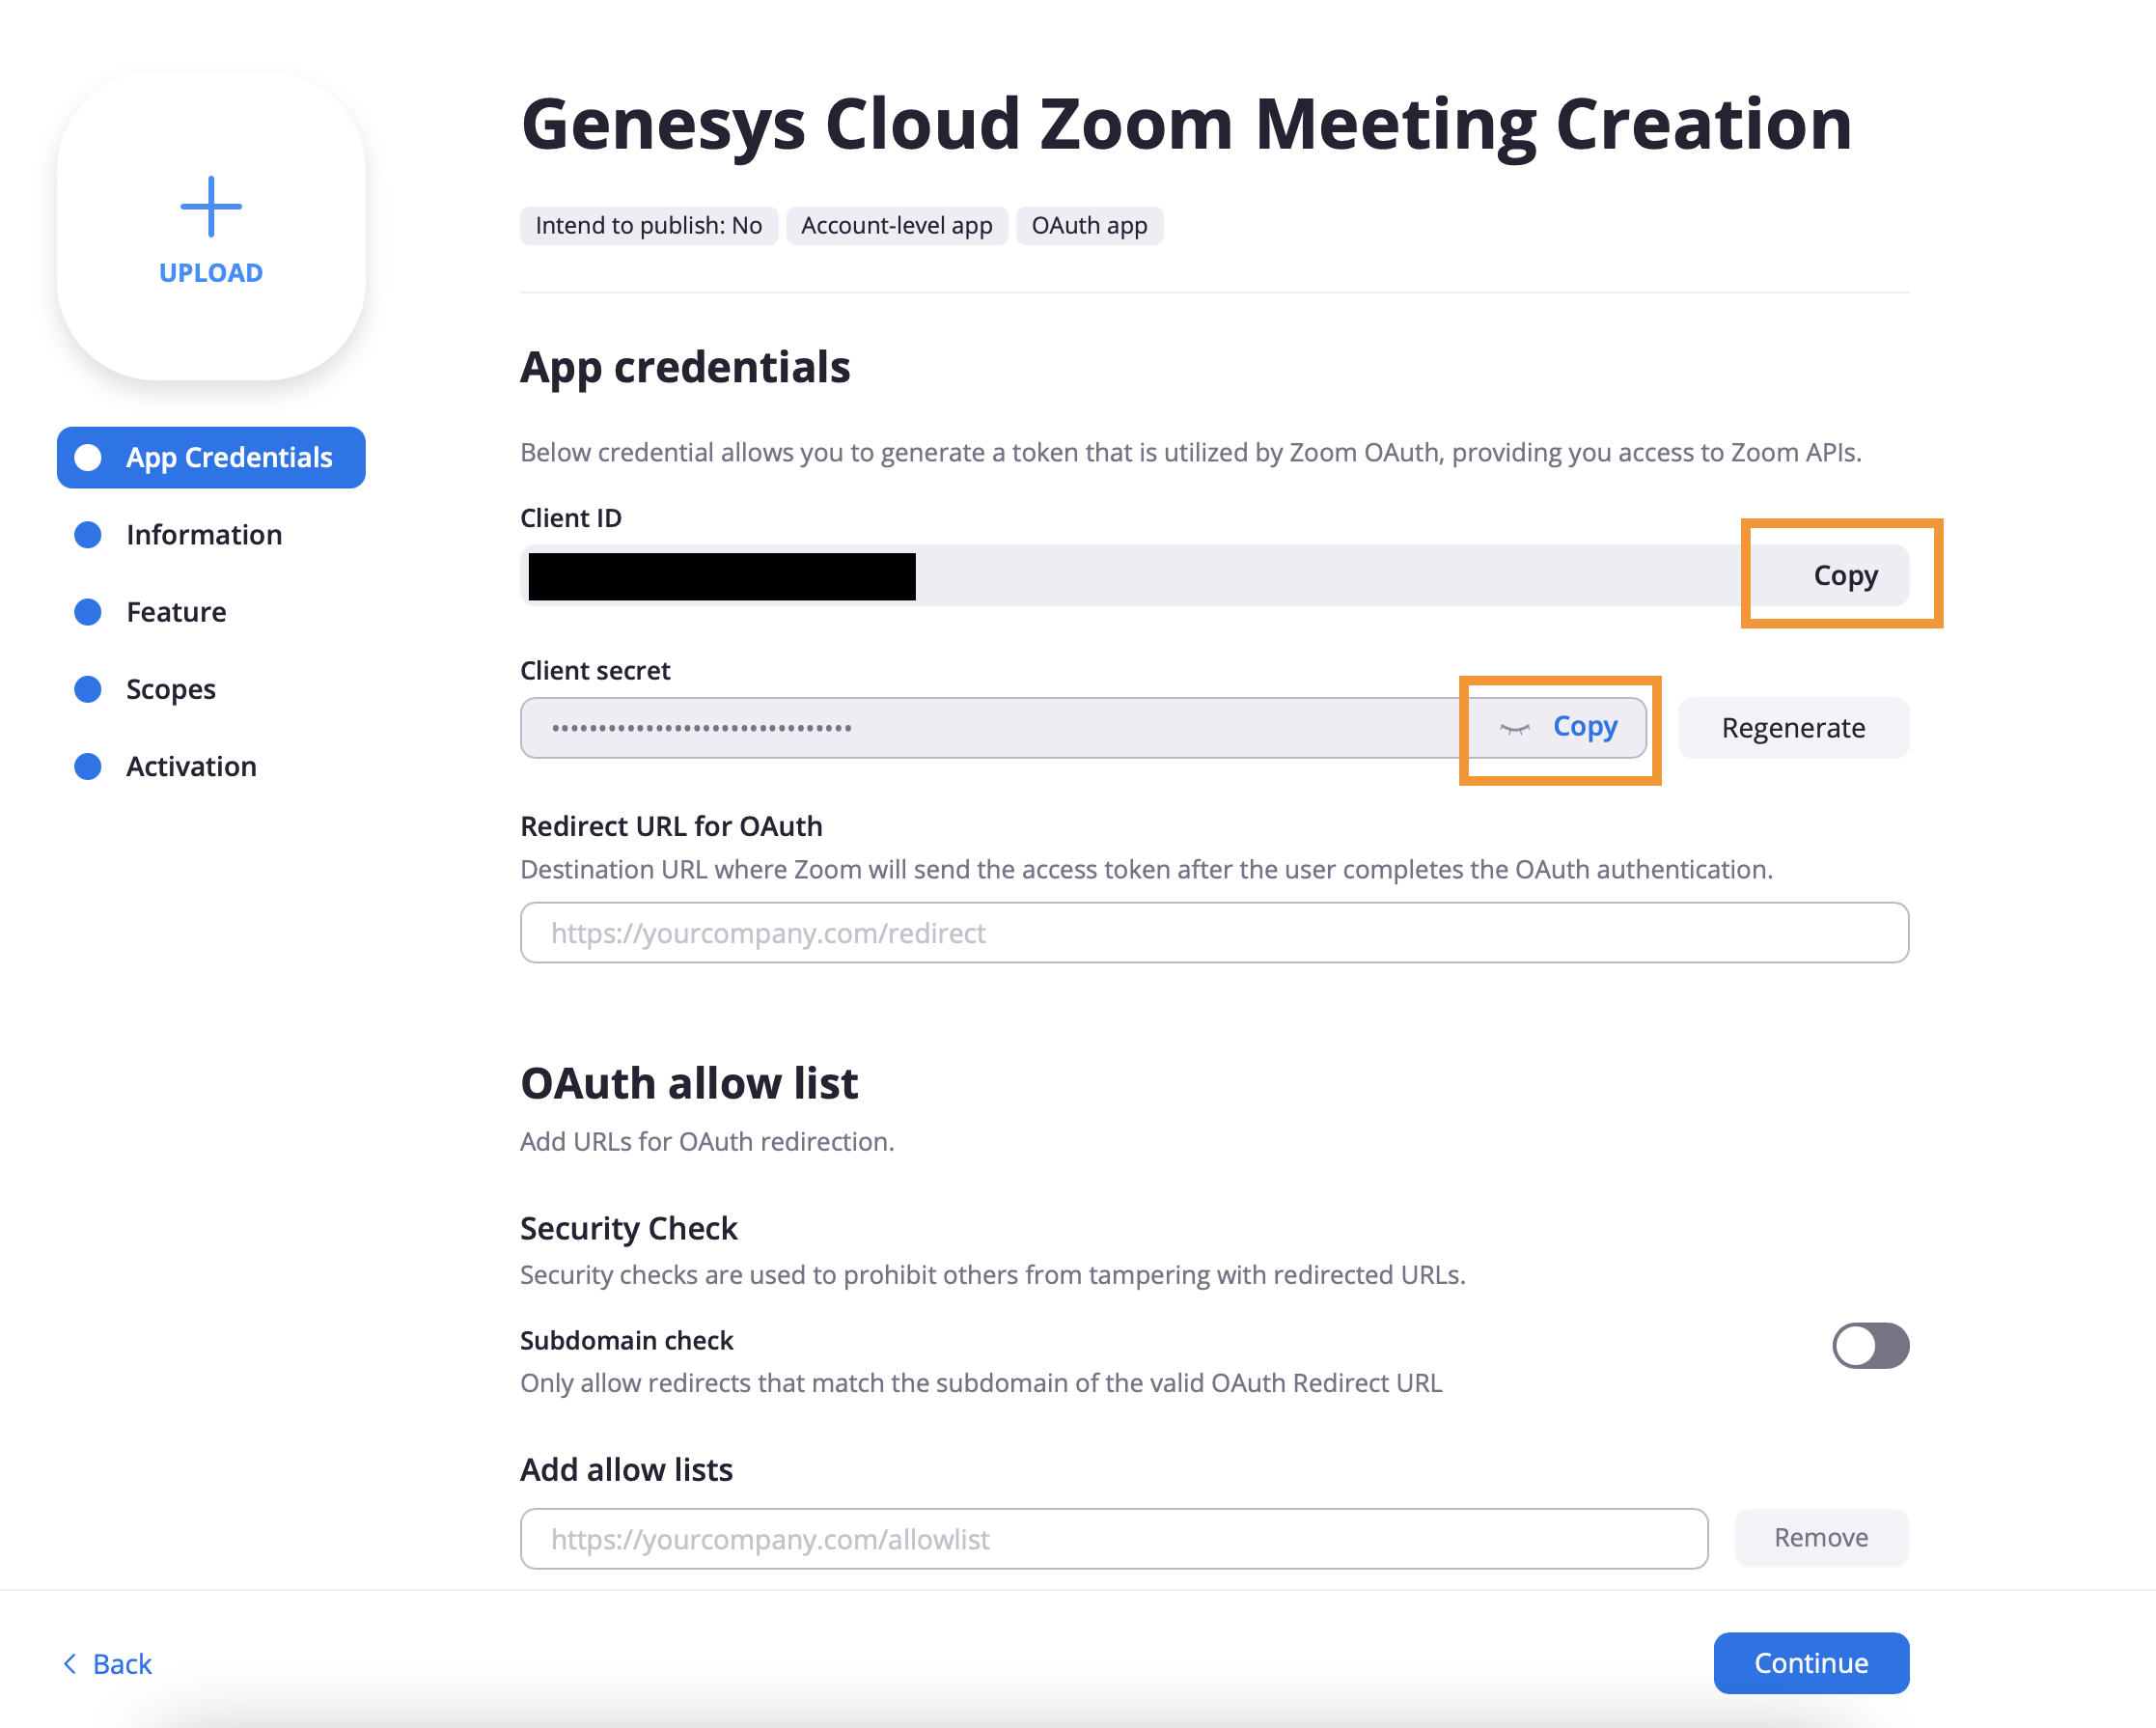 UPLOAD
App Credentials
Information
Feature
Scopes
Activation
Genesys Cloud Zoom Meeting Creation
Intend to publish: No
Account-level app
OAuth app
App credentials
Below credential allows you to generate a token that is utilized by Zoom OAuth, providing you access to Zoom APIs.
Client ID
Copy
Client secret
Copy
Regenerate
Redirect URL for OAuth
Destination URL where Zoom will send the access token after the user completes the OAuth authentication.
https://yourcompany.com/redirect
OAuth allow list
Add URLs for OAuth redirection.
Security Check
Security checks are used to prohibit others from tampering with redirected URLs.
Subdomain check
Only allow redirects that match the subdomain of the valid OAuth Redirect URL
Add allow lists
https://yourcompany.com/allowlist
Remove
Back
Continue